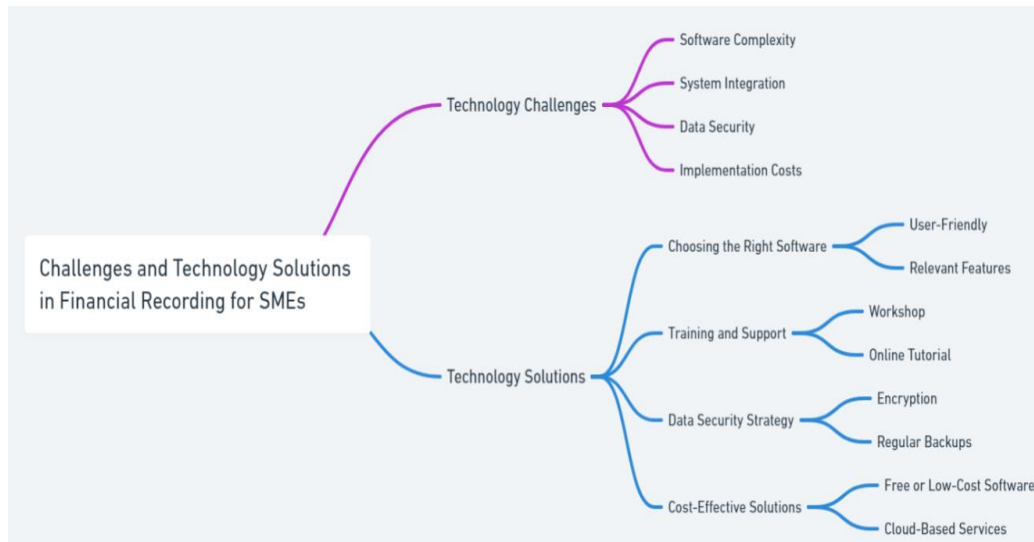 Challenges and Technology Solutions
in Financial Recording for SMEs
Technology Challenges
Software Complexity
System Integration
Data Security
Implementation Costs
Technology Solutions
Choosing the Right Software
User-Friendly
Relevant Features
Training and Support
Workshop
Online Tutorial
Data Security Strategy
Encryption
Regular Backups
Cost-Effective Solutions
Free or Low-Cost Software
Cloud-Based Services